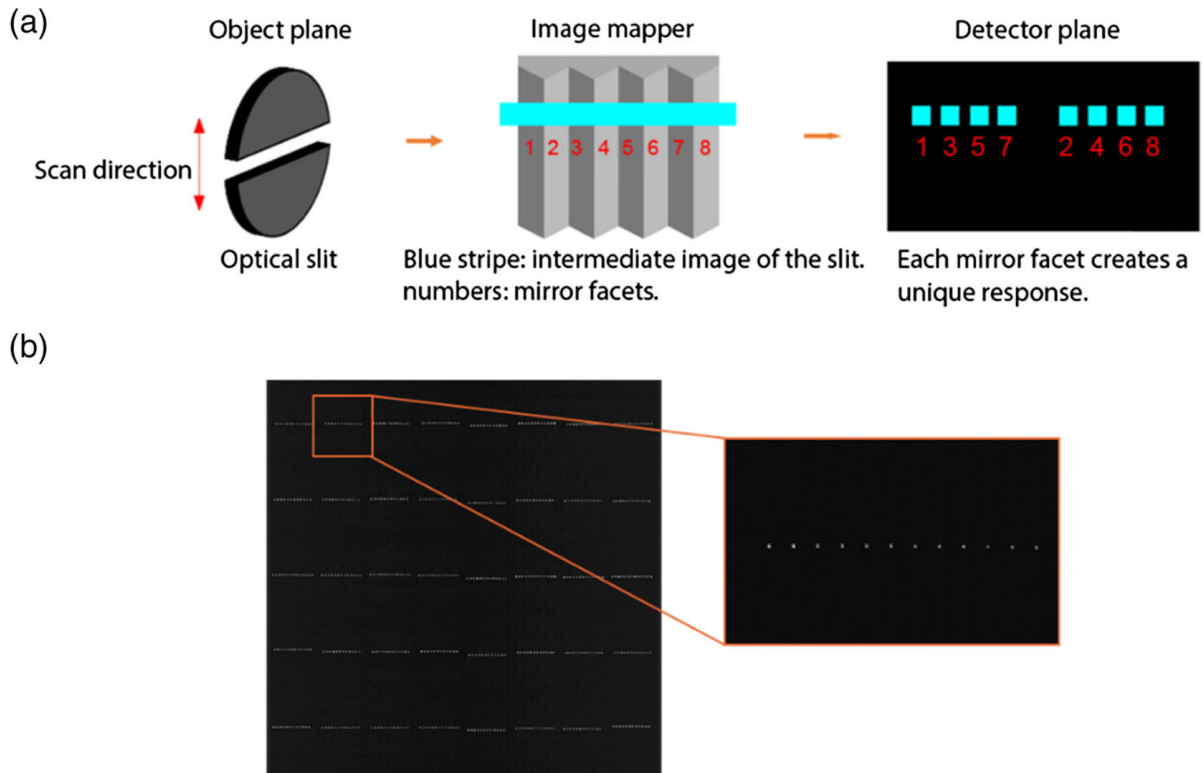 (a)
Object plane
Image mapper
Detector plane
Scan direction
1 2 3 4 5 6 7 8
1 3 5 7 2 4 6 8
Optical slit
Blue stripe: intermediate image of the slit.
numbers: mirror facets.
Each mirror facet creates a
unique response.
(b)